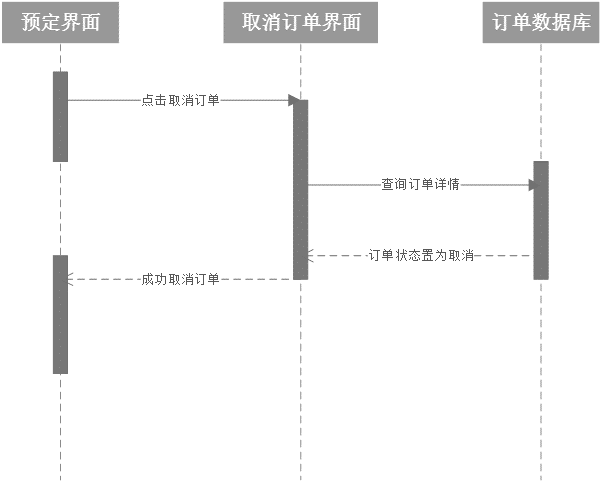 预定界面
取消订单界面
订单数据库
点击取消订单
查询订单详情
订单状态置为取消
成功取消订单